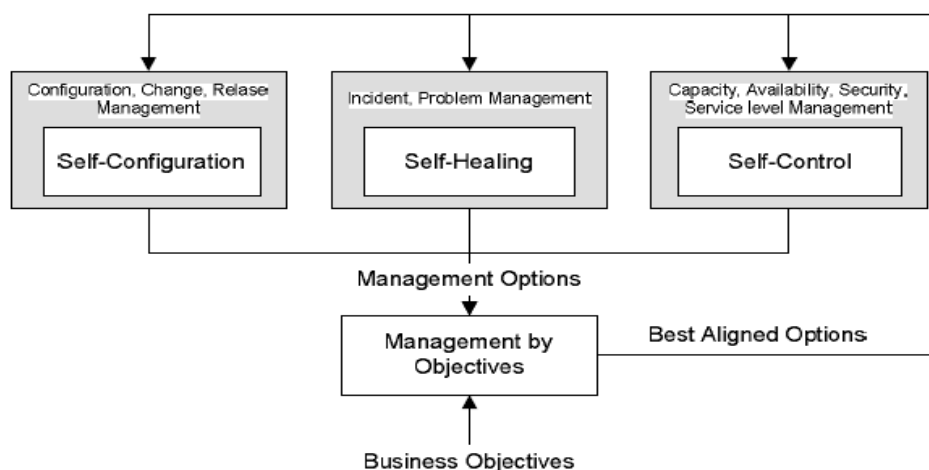 Configuration, Change, Relase
Management
Self-Configuration
Incident, Problem Management
Self-Healing
Capacity, Availability, Security,
Service level Management
Self-Control
Management Options
Management by
Objectives
Best Aligned Options
Business Objectives